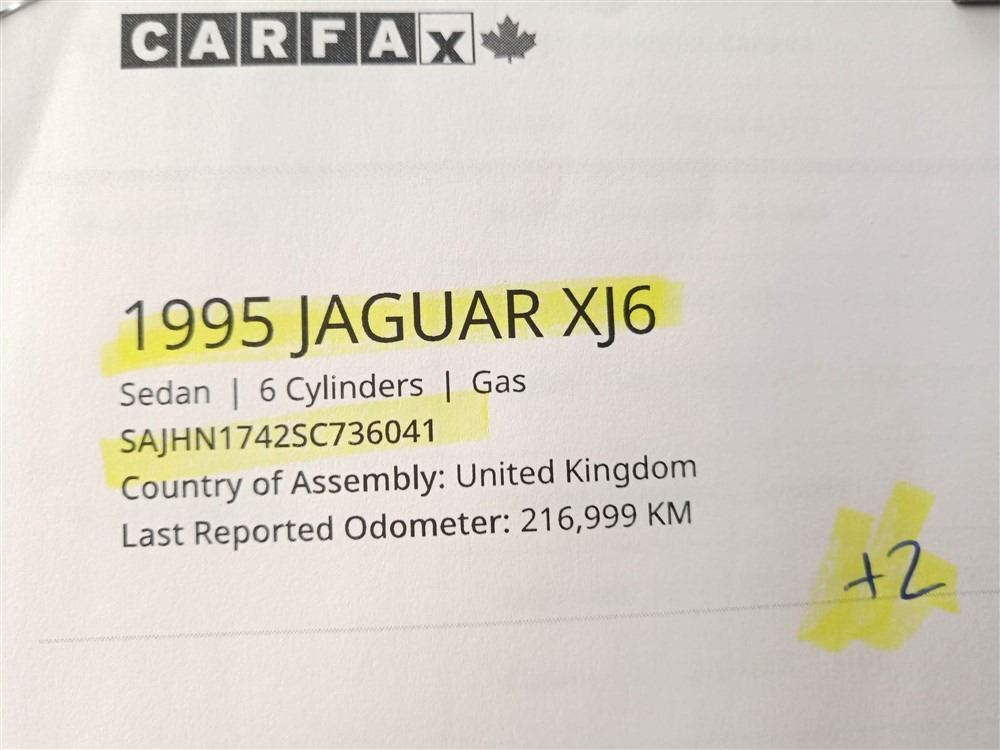 CARFAX
1995 JAGUAR XJ6
Sedan | 6 Cylinders | Gas
SAJHN1742SC736041
Country of Assembly: United Kingdom
Last Reported Odometer: 216,999 KM
+2